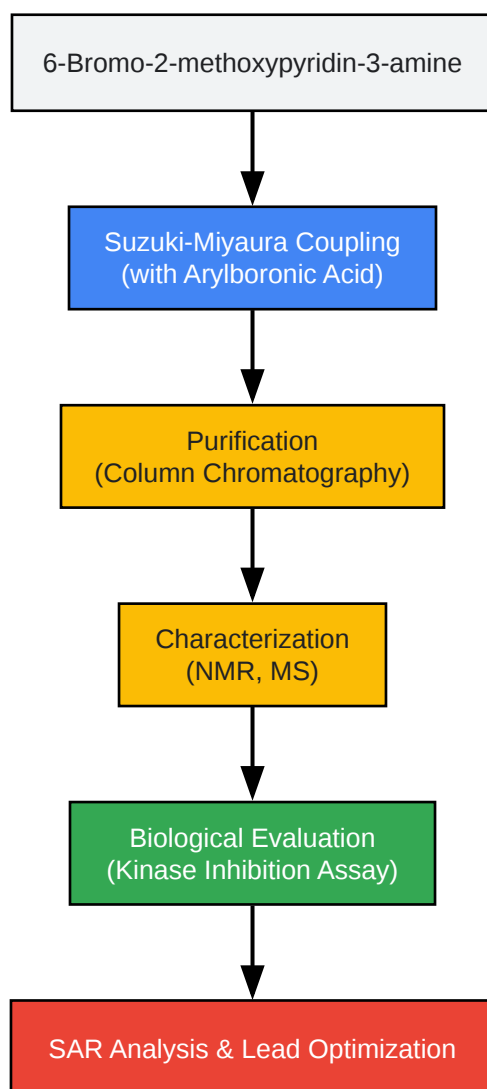 6-Bromo-2-methoxypyridin-3-amine
Suzuki-Miyaura Coupling
(with Arylboronic Acid)
Purification
(Column Chromatography)
Characterization
(NMR, MS)
Biological Evaluation
(Kinase Inhibition Assay)
SAR Analysis & Lead Optimization